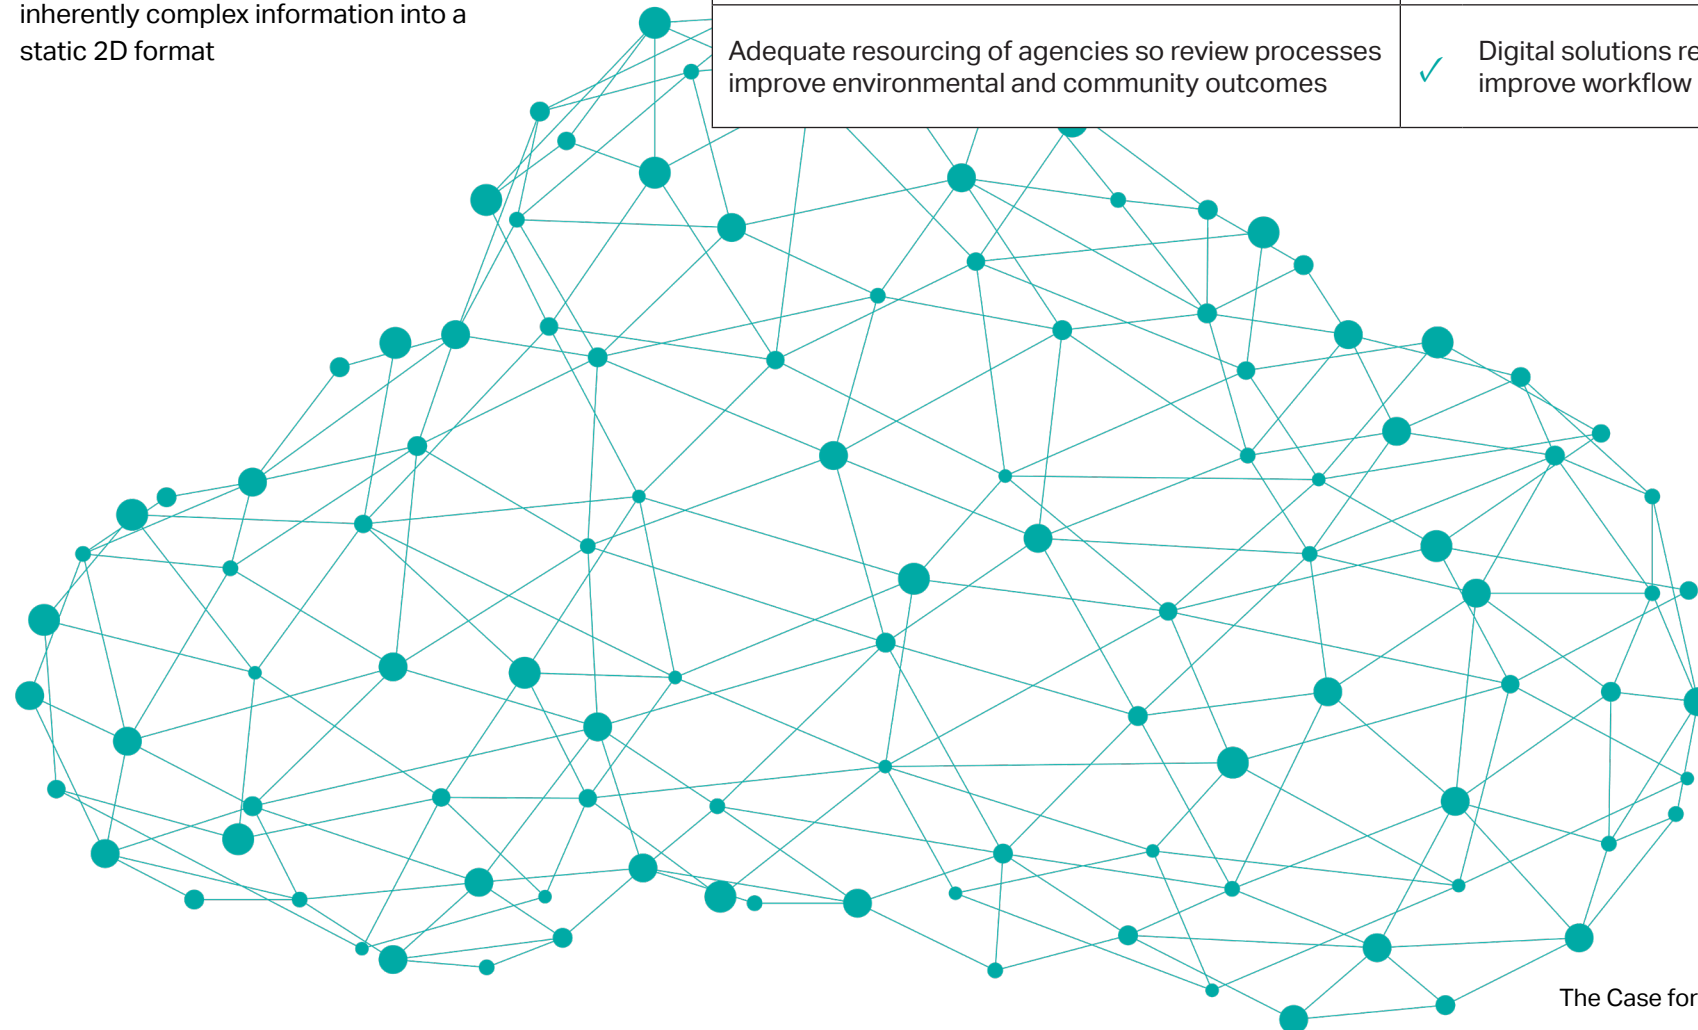 inherently complex information into a
static 2D format
Adequate resourcing of agencies so review processes
improve environmental and community outcomes
✓
Digital solutions
improve workflow
The Case for